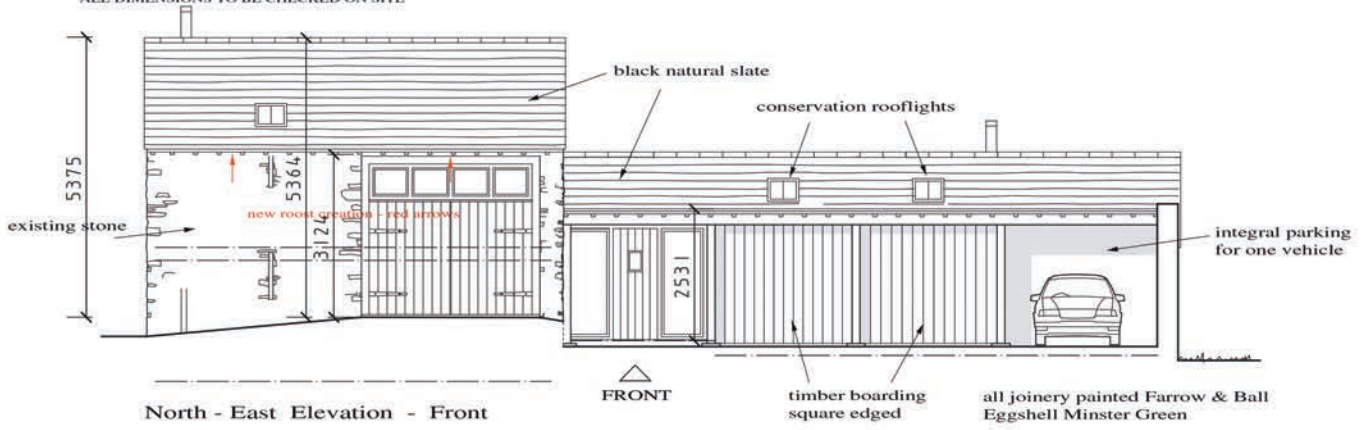 ALL DIMENSIONS TO BE CHECKED ON SITE
black natural slate
conservation rooflights
5375
5364
3124
new roost creation - red arrows
existing stone
2531
integral parking
for one vehicle
FRONT
timber boarding
square edged
all joinery painted Farrow & Ball
Eggshell Minster Green
North - East Elevation - Front